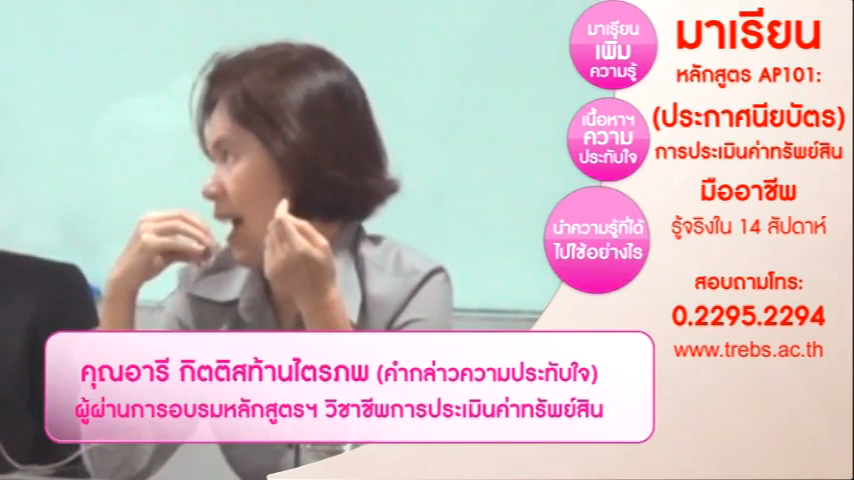 มาเรียน
เพิ่ม
ความรู้
เนื้อหาฯ
ความ
ประทับใจ
นำความรู้ที่ได้
ไปใช้อย่างไร
มาเรียน
หลักสูตร AP101:
(ประกาศนียบัตร)
การประเมินค่าทรัพย์สิน
มืออาชีพ
รู้จริงใน 14 สัปดาห์
สอบถามโทร:
0.2295.2294
www.trebs.ac.th
คุณอารี กิตติสท้านไตรภพ (คำกล่าวความประทับใจ)
ผู้ผ่านการอบรมหลักสูตรฯ วิชาชีพการประเมินค่าทรัพย์สิน